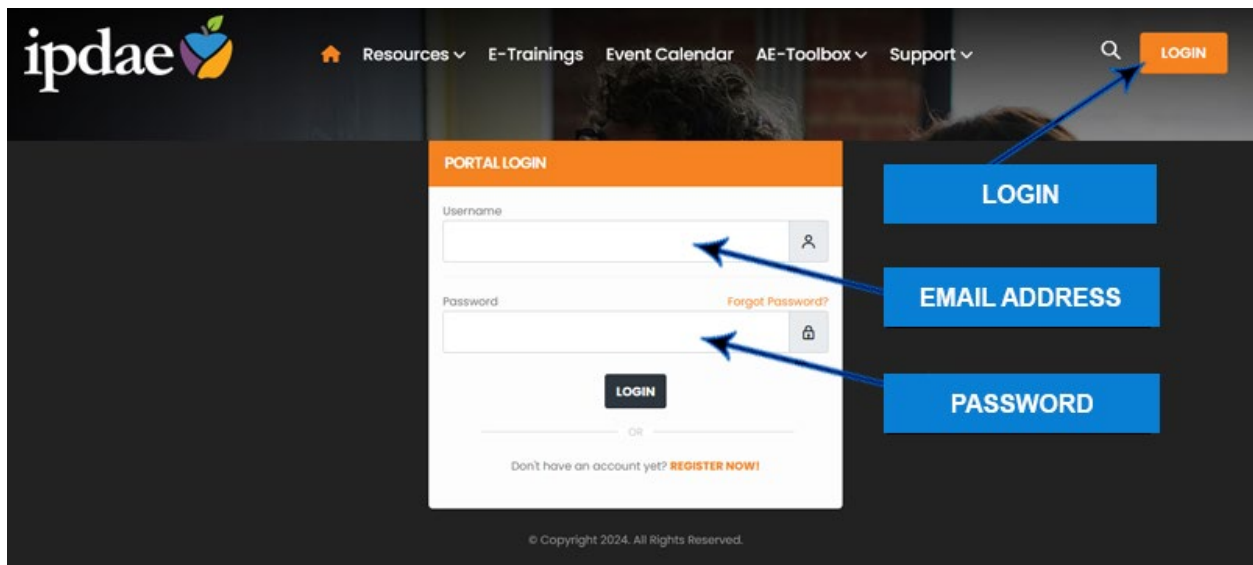 ipdae
Resources E-Trainings Event Calendar AE-Toolbox Support LOGIN
PORTAL LOGIN
LOGIN
Username
EMAIL ADDRESS
Password Forgot Password?
PASSWORD
LOGIN
OR
Don't have an account yet? REGISTER NOW!
© Copyright 2024. All Rights Reserved.